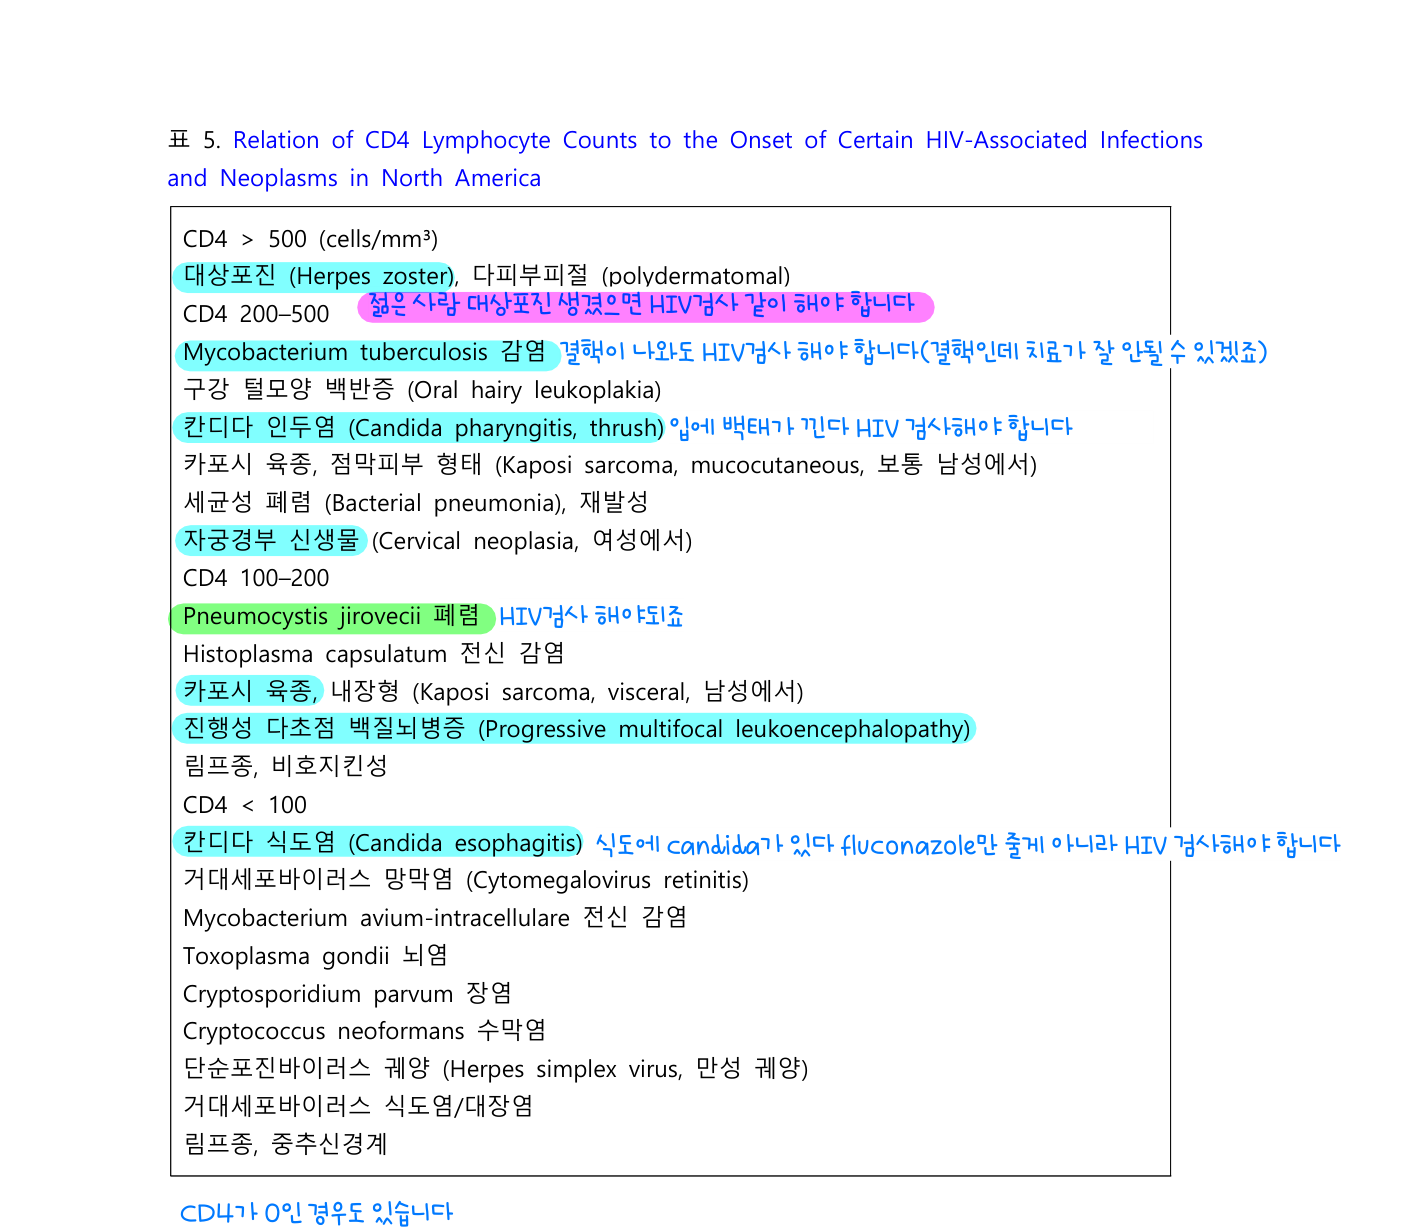 표 5. Relation of CD4 Lymphocyte Counts to the Onset of Certain HIV-Associated Infections
and Neoplasms in North America
CD4 > 500 (cells/mm³)
대상포진 (Herpes zoster), 다피부피절 (polydermatomal)
젊은 사람 대상포진 생겼으면 HIV검사 같이 해야 합니다
CD4 200–500
Mycobacterium tuberculosis 감염 결핵이 나와도 HIV검사 해야 합니다(결핵인데 치료가 잘 안될 수 있겠죠)
구강 털모양 백반증 (Oral hairy leukoplakia)
칸디다 인두염 (Candida pharyngitis, thrush) 입에 백태가 낀다 HIV 검사해야 합니다
카포시 육종, 점막피부 형태 (Kaposi sarcoma, mucocutaneous, 보통 남성에서)
세균성 폐렴 (Bacterial pneumonia), 재발성
자궁경부 신생물 (Cervical neoplasia, 여성에서)
CD4 100–200
Pneumocystis jirovecii 폐렴 HIV검사 해야되죠
Histoplasma capsulatum 전신 감염
카포시 육종, 내장형 (Kaposi sarcoma, visceral, 남성에서)
진행성 다초점 백질뇌병증 (Progressive multifocal leukoencephalopathy)
림프종, 비호지킨성
CD4 < 100
칸디다 식도염 (Candida esophagitis) 식도에 candida가 있다 fluconazole만 줄게 아니라 HIV 검사해야 합니다
거대세포바이러스 망막염 (Cytomegalovirus retinitis)
Mycobacterium avium-intracellulare 전신 감염
Toxoplasma gondii 뇌염
Cryptosporidium parvum 장염
Cryptococcus neoformans 수막염
단순포진바이러스 궤양 (Herpes simplex virus, 만성 궤양)
거대세포바이러스 식도염/대장염
림프종, 중추신경계
CD4가 0인 경우도 있습니다